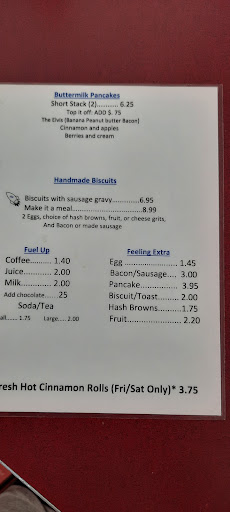 Buttermilk Pancakes
Short Stack (2)........... 6.25
Top it off: ADD $. 75
The Elvis (Banana Peanut butter Bacon)
Cinnamon and apples
Berries and cream
Handmade Biscuits
Biscuits with sausage gravy.............6.95
Make it a meal.............................8.99
2 Eggs, choice of hash browns, fruit, or cheese grits,
And Bacon or made sausage
Fuel Up
Coffee......... 1.40
Juice........... 2.00
Milk............ 2.00
Add chocolate...... 25
Soda/Tea
all....... 1.75 Large..... 2.00
Feeling Extra
Egg ...................... 1.45
Bacon/Sausage.... 3.00
Pancake................ 3.95
Biscuit/Toast......... 2.00
Hash Browns.........1.75
Fruit....................... 2.20
resh Hot Cinnamon Rolls (Fri/Sat Only)* 3.75